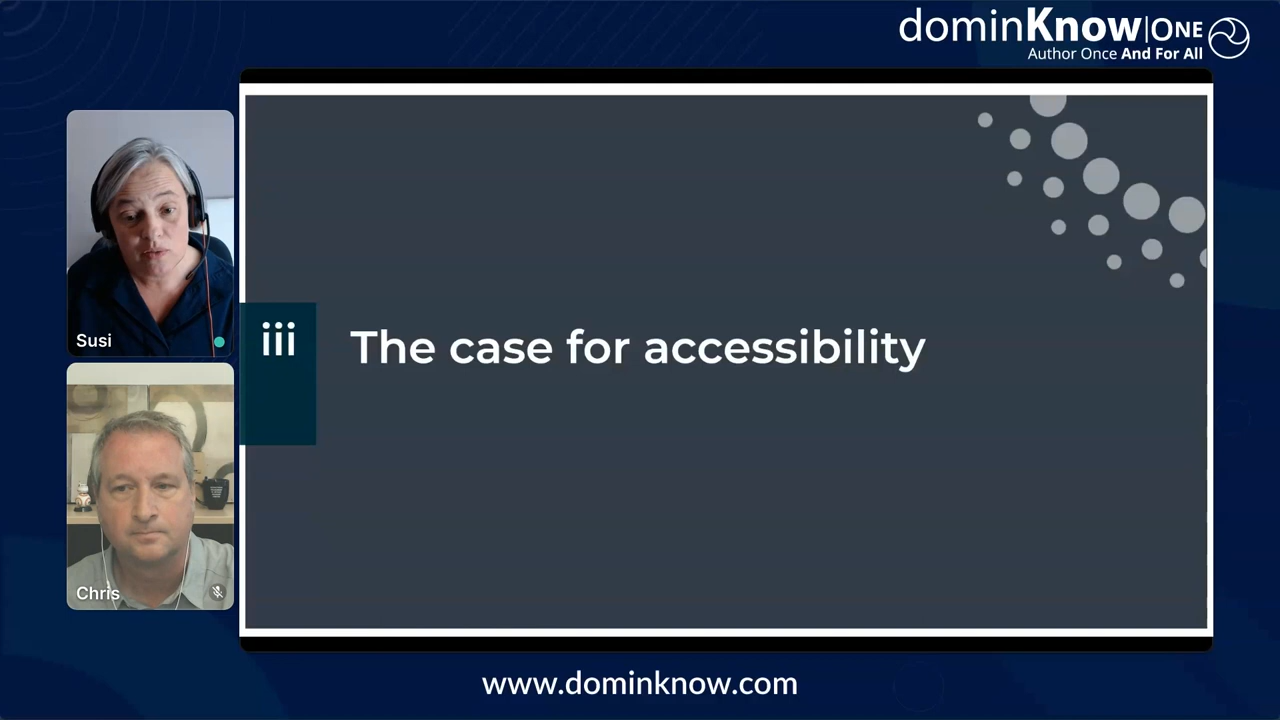 dominKnow|ONE
Author Once And For All
Susi
iii
The case for accessibility
Chris
www.dominknow.com